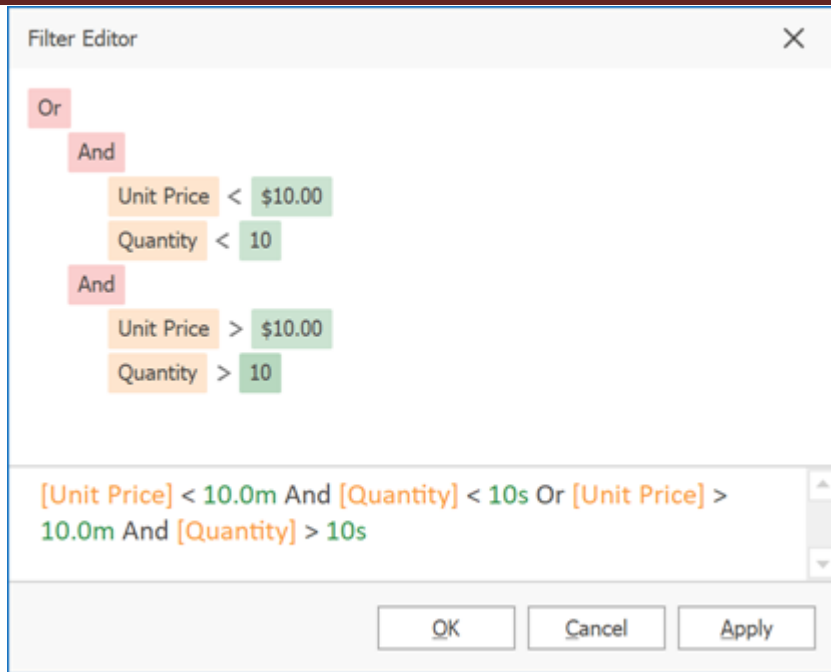 Filter Editor
Or
And
Unit Price < $10.00
Quantity < 10
And
Unit Price > $10.00
Quantity > 10
[Unit Price] < 10.0m And [Quantity] < 10s Or [Unit Price] >
10.0m And [Quantity] > 10s
OK Cancel Apply